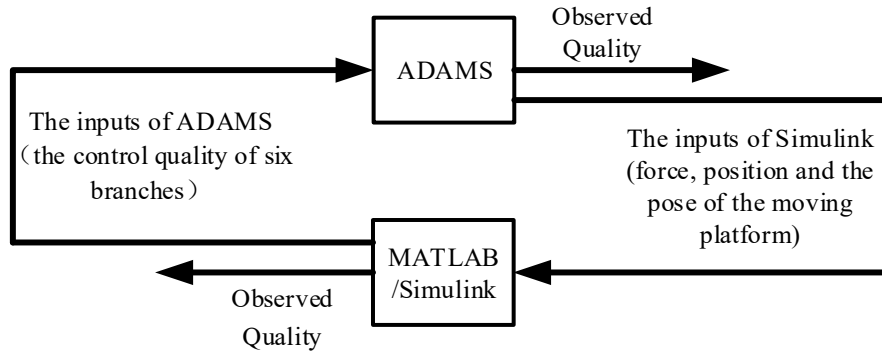 Observed
Quality
ADAMS
The inputs of ADAMS
（the control quality of six
branches）
The inputs of Simulink
(force, position and the
pose of the moving
platform)
MATLAB
/Simulink
Observed
Quality